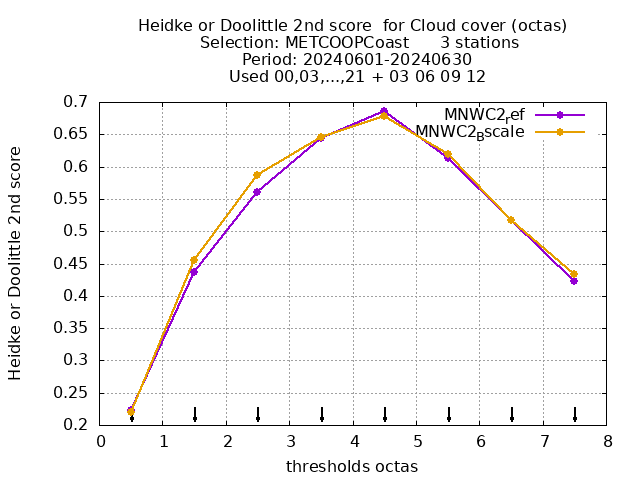 Heidke or Doolittle 2nd score  for Cloud cover (octas)
Selection: METCOOPCoast      3 stations
Period: 20240601-20240630
Used 00,03,...,21 + 03 06 09 12
MNWC2ref
MNWC2Bscale
Heidke or Doolittle 2nd score
0.7
0.65
0.6
0.55
0.5
0.45
0.4
0.35
0.3
0.25
0.2
0 1 2 3 4 5 6 7 8
thresholds octas